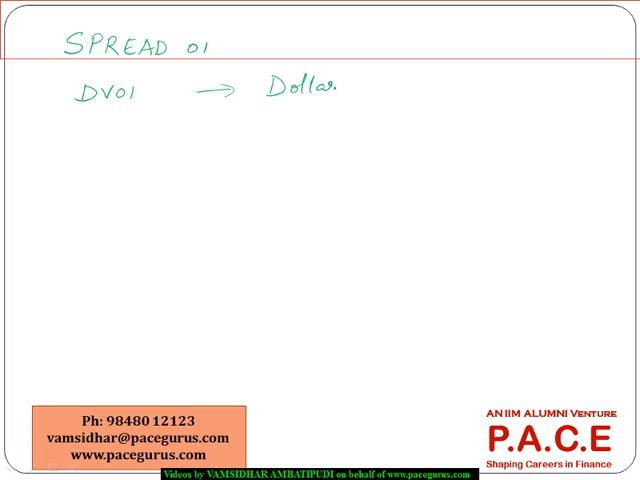 SPREAD 01
DV01 → Dollar
Ph: 98480 12123
vamsidhar@pacegurus.com
www.pacegurus.com
AN IIM ALUMNI VENTURE
P.A.C.E
Shaping Careers in Finance
Videos by VAMSIDHAR AMBATIPUDI on behalf of www.pacegurus.com